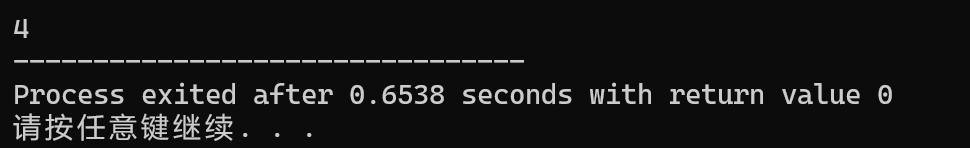 4
--------------------------------
Process exited after 0.6538 seconds with return value 0
请按任意键继续. . .